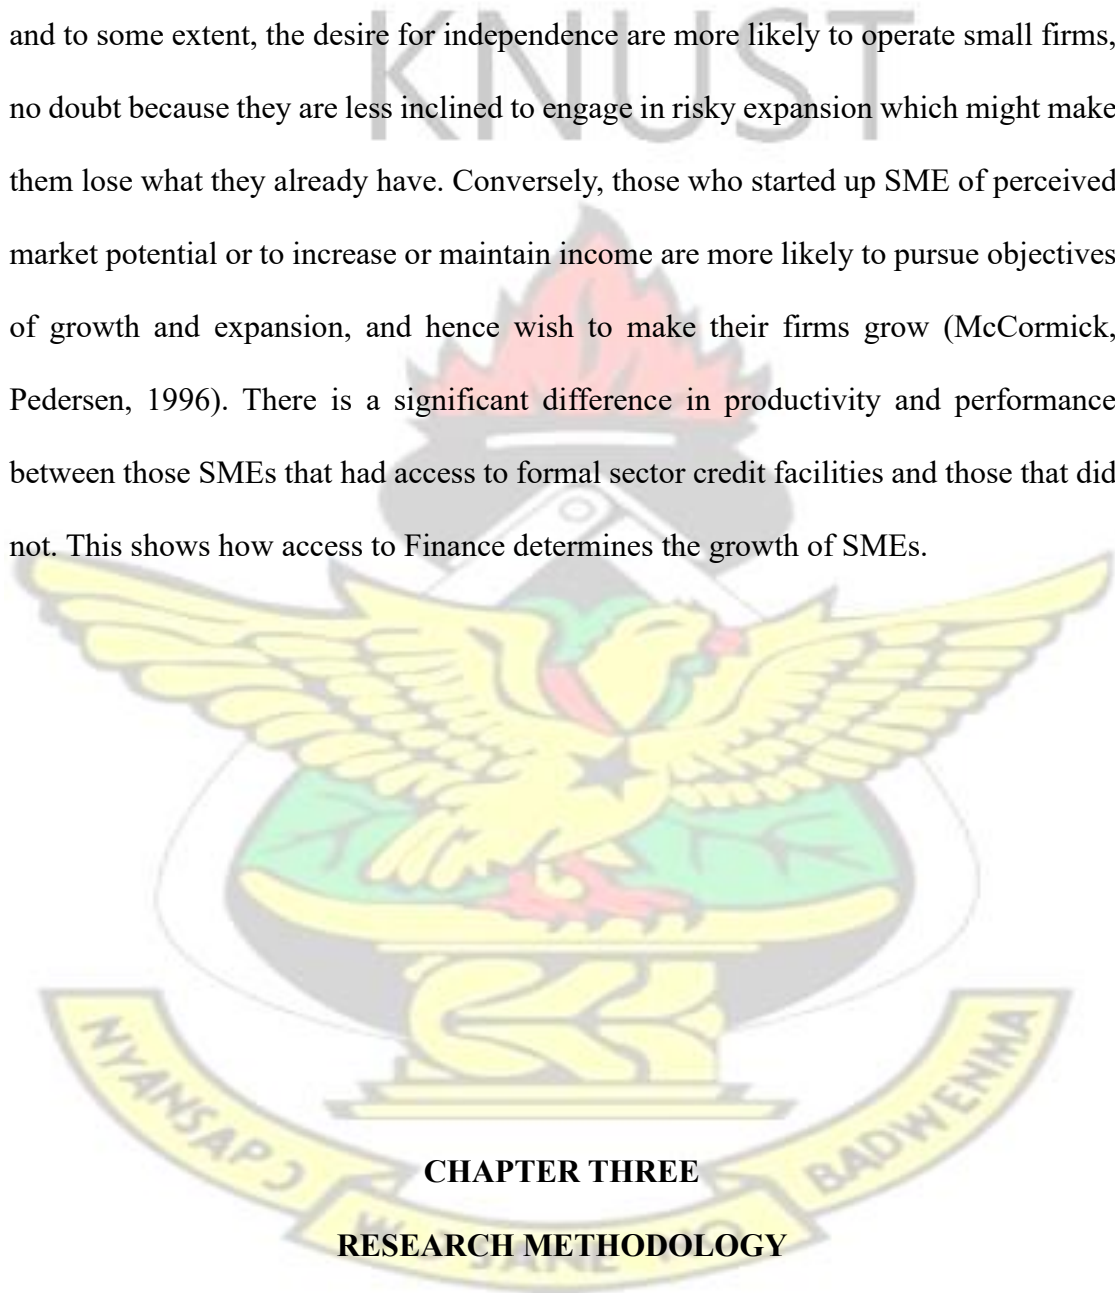 KNUST
and to some extent, the desire for independence are more likely to operate small firms,
no doubt because they are less inclined to engage in risky expansion which might make
them lose what they already have. Conversely, those who started up SME of perceived
market potential or to increase or maintain income are more likely to pursue objectives
of growth and expansion, and hence wish to make their firms grow (McCormick,
Pedersen, 1996). There is a significant difference in productivity and performance
between those SMEs that had access to formal sector credit facilities and those that did
not. This shows how access to Finance determines the growth of SMEs.
NYANSAPƆ
BADWENMA
CHAPTER THREE
RESEARCH METHODOLOGY